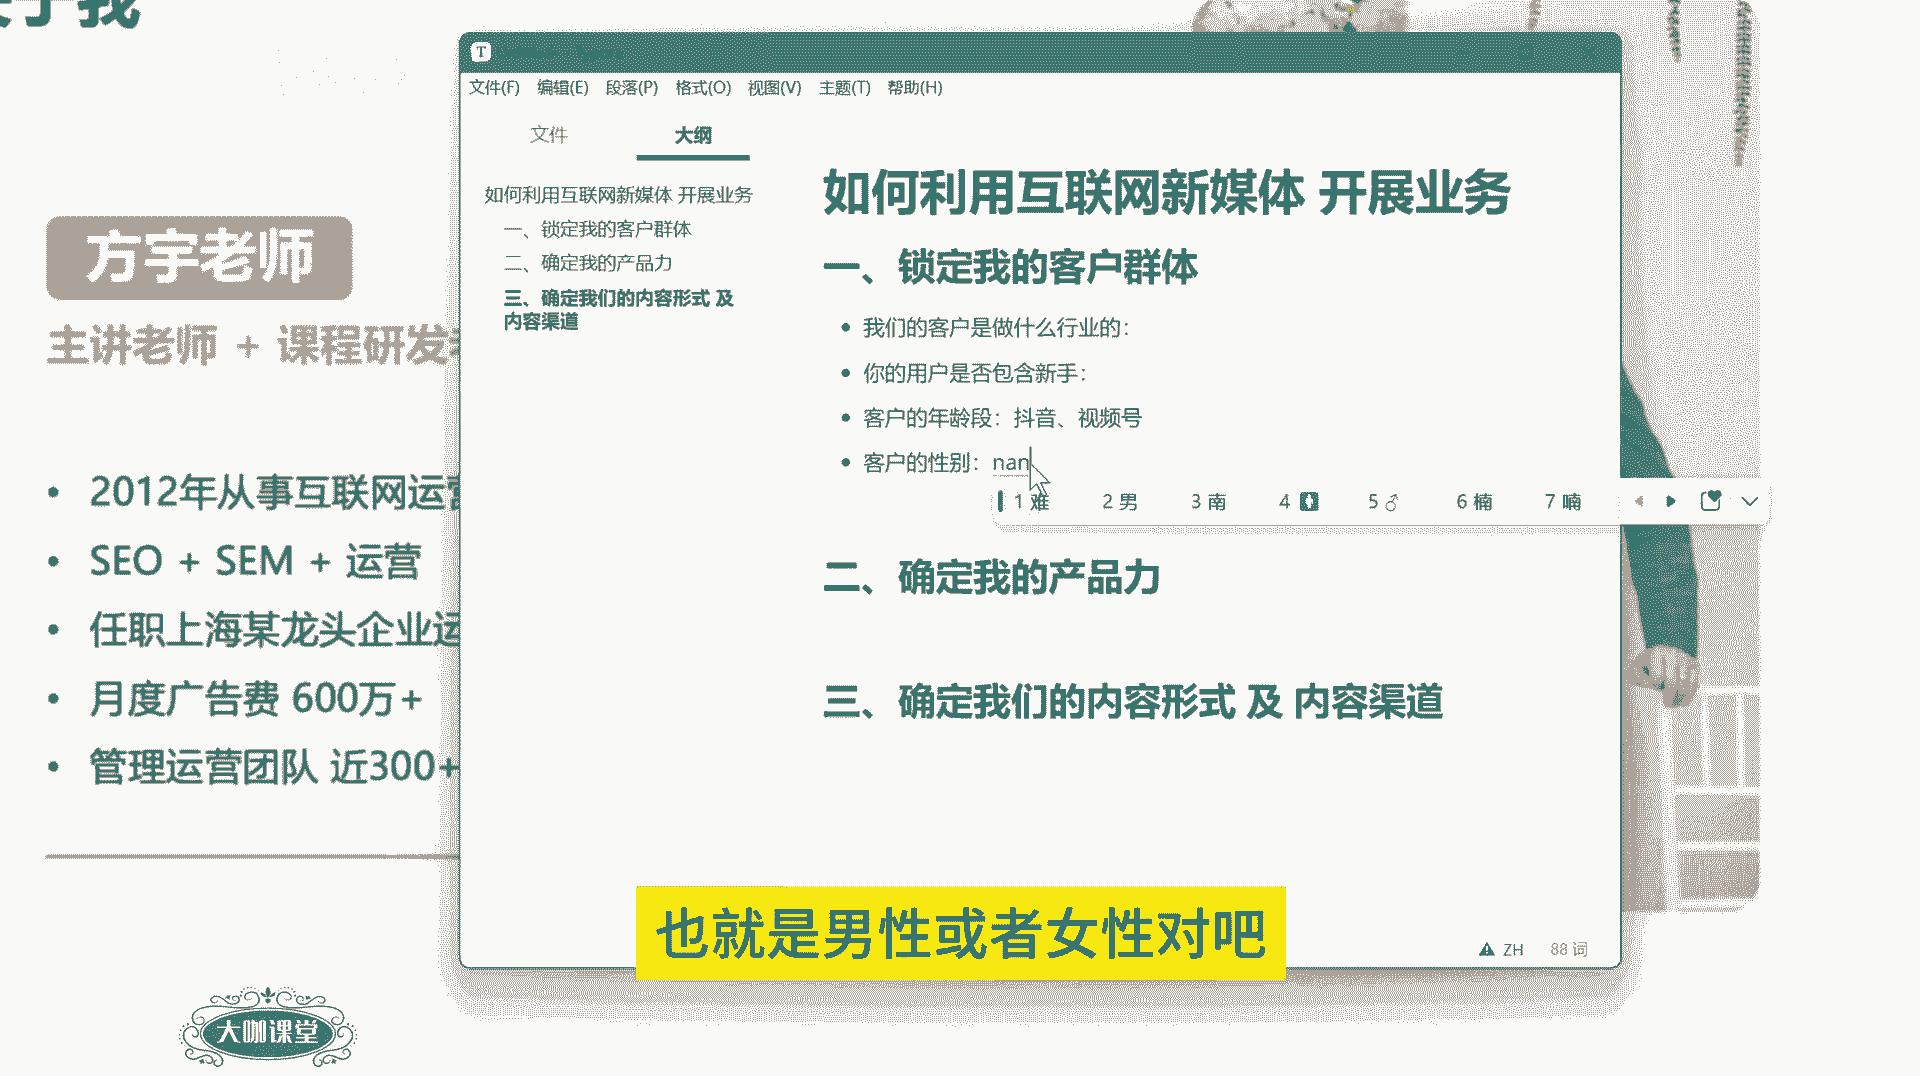 于我
方宇老师
主讲老师 + 课程研发
• 2012年从事互联网运营
• SEO + SEM + 运营
• 任职上海某龙头企业运
• 月度广告费 600万+
• 管理运营团队 近300+
大咖课堂
T
文件(F) 编辑(E) 段落(P) 格式(O) 视图(V) 主题(T) 帮助(H)
文件 大纲
如何利用互联网新媒体 开展业务
一、锁定我的客户群体
二、确定我的产品力
三、确定我们的内容形式 及
内容渠道
如何利用互联网新媒体 开展业务
一、锁定我的客户群体
• 我们的客户是做什么行业的：
• 你的用户是否包含新手：
• 客户的年龄段：抖音、视频号
• 客户的性别：nan
1 难 2 男 3 南 4 🚹 5 ♂ 6 楠 7 喃
二、确定我的产品力
三、确定我们的内容形式 及 内容渠道
也就是男性或者女性对吧
ZH 88 词